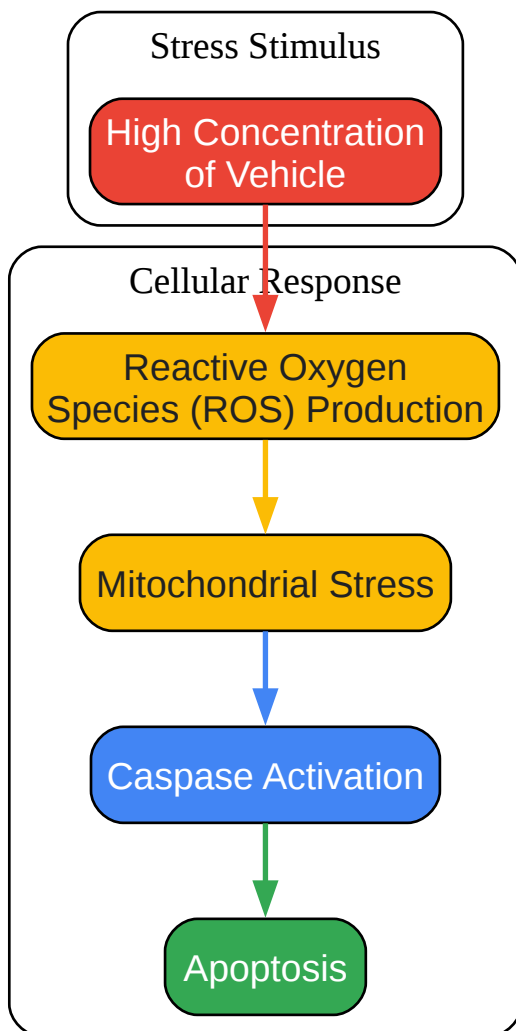 Stress Stimulus
High Concentration
of Vehicle
Cellular Response
Reactive Oxygen
Species (ROS) Production
Mitochondrial Stress
Caspase Activation
Apoptosis